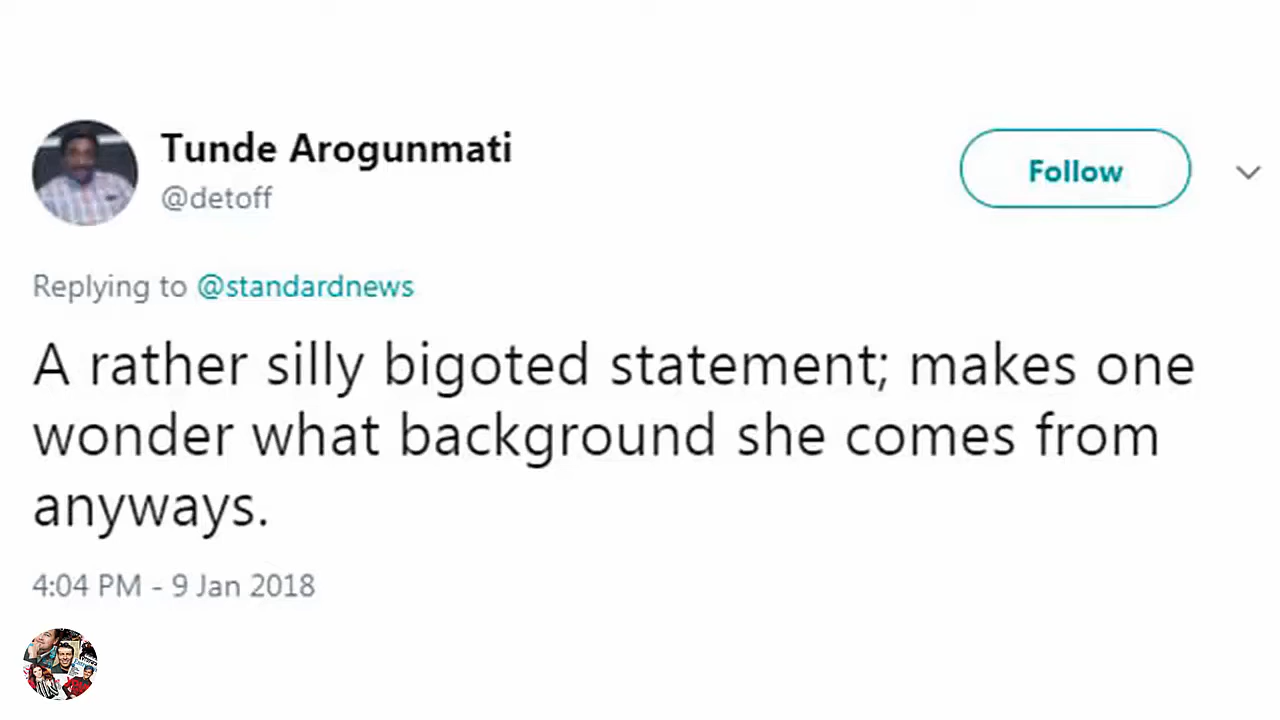 Tunde Arogunmati
Follow
@detoff
Replying to @standardnews
A rather silly bigoted statement; makes one
wonder what background she comes from
anyways.
4:04 PM - 9 Jan 2018